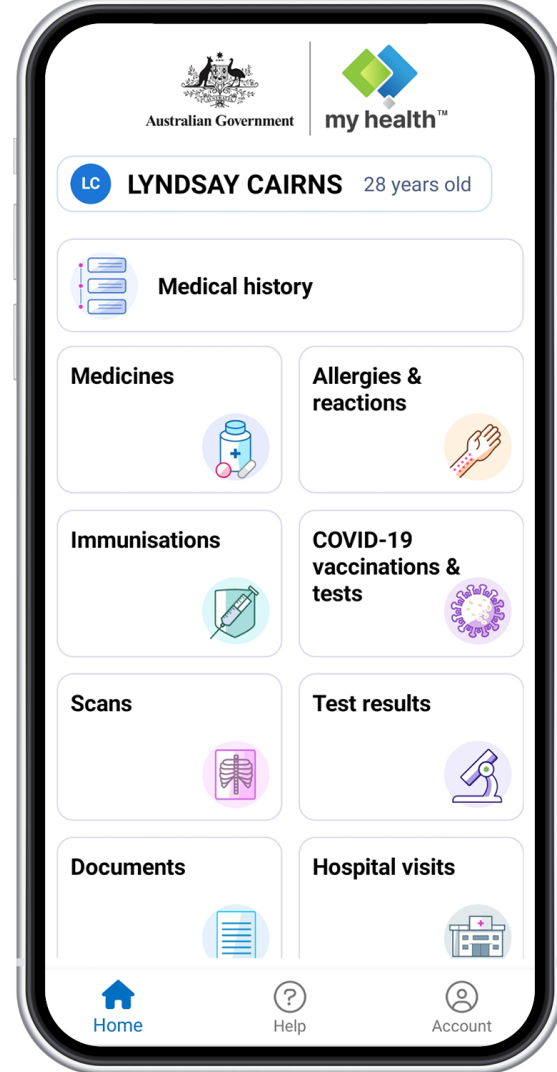 Australian Government
my health™
LC LYNDSAY CAIRNS 28 years old
Medical history
Medicines
Allergies &
reactions
Immunisations
COVID-19
vaccinations &
tests
Scans
Test results
Documents
Hospital visits
Home
Help
Account